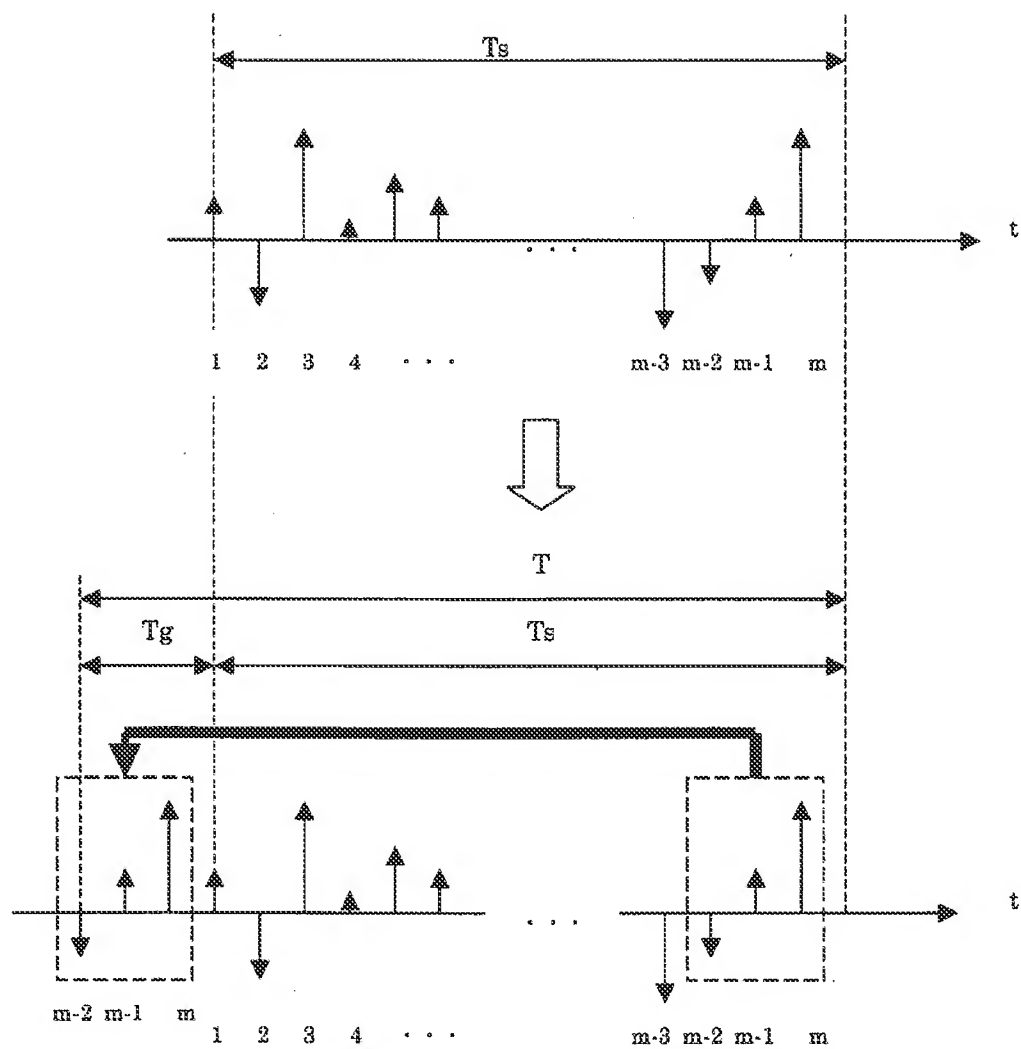 Ts
t
1 2 3 4 . . . m-3 m-2 m-1 m
. . .
T
Tg Ts
t
. . .
m-2 m-1 m 1 2 3 4 . . . m-3 m-2 m-1 m